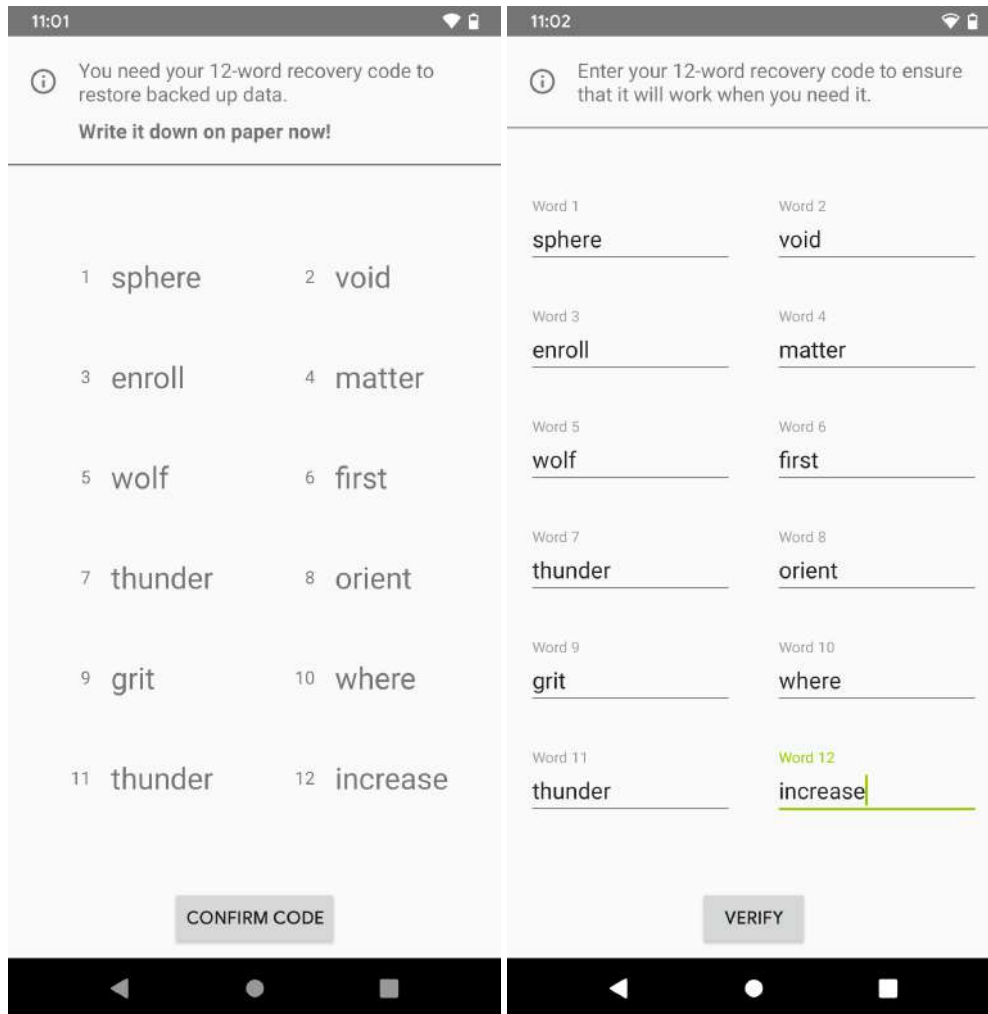 11:01
You need your 12-word recovery code to
restore backed up data.
Write it down on paper now!
1 sphere 2 void
3 enroll 4 matter
5 wolf 6 first
7 thunder 8 orient
9 grit 10 where
11 thunder 12 increase
CONFIRM CODE
11:02
Enter your 12-word recovery code to ensure
that it will work when you need it.
Word 1 Word 2
sphere void
Word 3 Word 4
enroll matter
Word 5 Word 6
wolf first
Word 7 Word 8
thunder orient
Word 9 Word 10
grit where
Word 11 Word 12
thunder increase
VERIFY